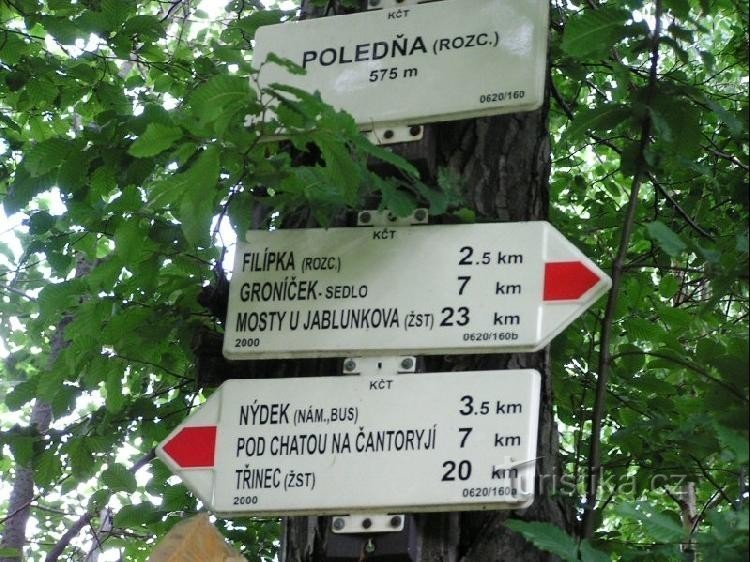 KČT
POLEDŇA (ROZC.)
575 m
0620/160
KČT
FILÍPKA (ROZC.) 2.5 km
GRONÍČEK - SEDLO 7 km
MOSTY U JABLUNKOVA (ŽST) 23 km
2000 0620/160b
KČT
NÝDEK (NÁM.,BUS) 3.5 km
POD CHATOU NA ČANTORYJÍ 7 km
TŘINEC (ŽST) 20 km
2000 0620/160a
turistika.cz